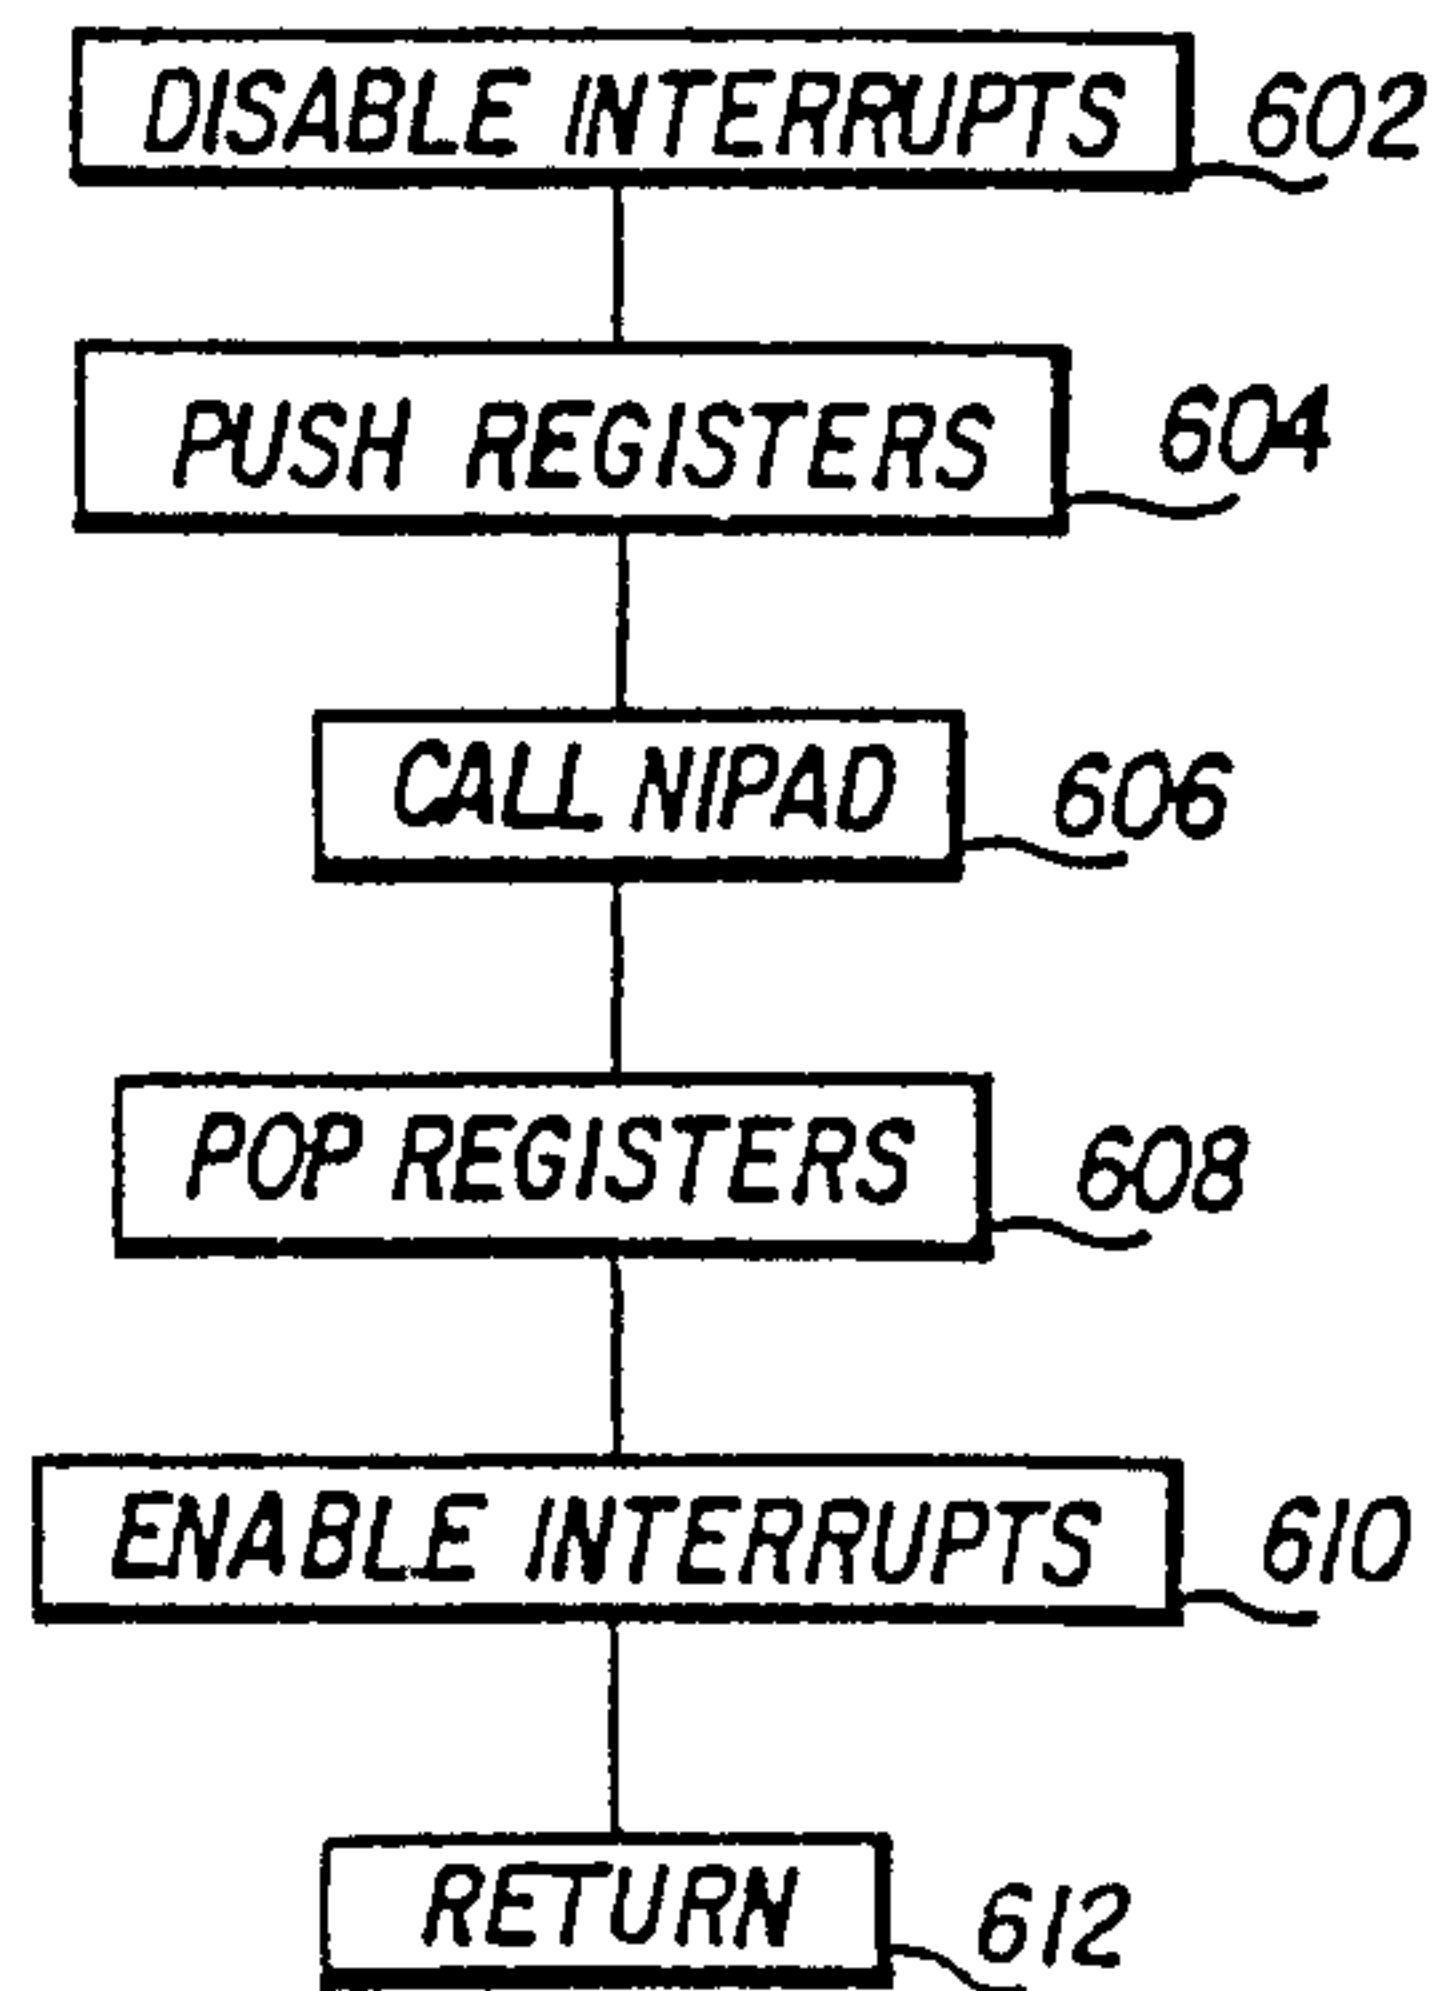 DISABLE INTERRUPTS 602
PUSH REGISTERS 604
CALL NIPAD 606
POP REGISTERS 608
ENABLE INTERRUPTS 610
RETURN 612